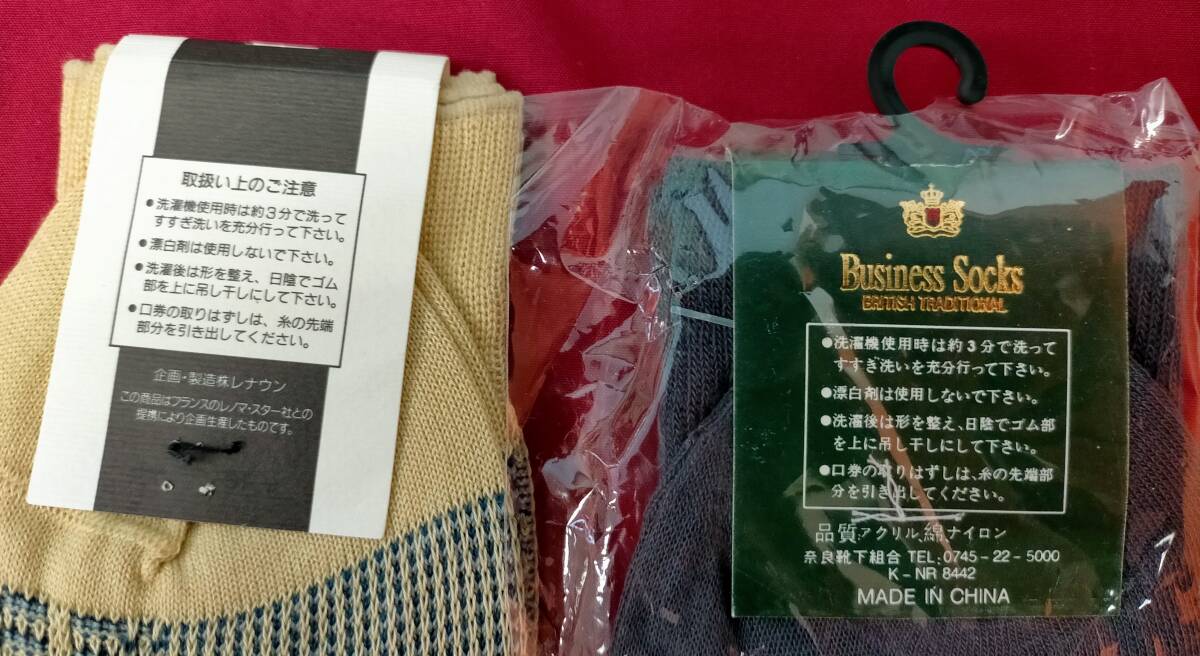 取扱い上のご注意
●洗濯機使用時は約3分で洗って
すすぎ洗いを充分行って下さい。
●漂白剤は使用しないで下さい。
●洗濯後は形を整え、日陰でゴム
部を上に吊し干しにして下さい。
●口券の取りはずしは、糸の先端
部分を引き出してください。
企画・製造㈱レナウン
この商品はフランスのレノマ・スター社との
提携により企画生産したものです。
Business Socks
BRITISH TRADITIONAL
●洗濯機使用時は約3分で洗って
すすぎ洗いを充分行って下さい。
●漂白剤は使用しないで下さい。
●洗濯後は形を整え、日陰でゴム部
を上に吊し干しにして下さい。
●口券の取りはずしは、糸の先端部
分を引き出してください。
品質アクリル,綿,ナイロン
奈良靴下組合 TEL:0745-22-5000
K-NR 8442
MADE IN CHINA